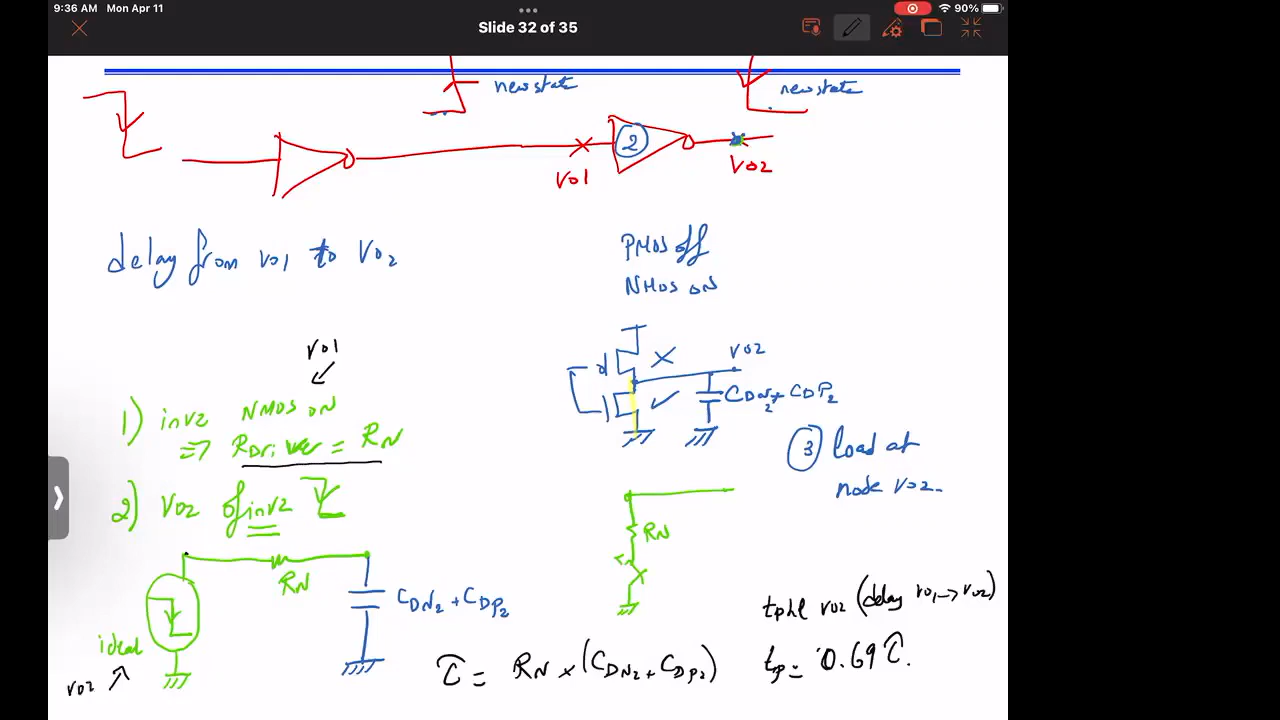 9:36 AM Mon Apr 11
90%
Slide 32 of 35
new state
new state
2
VO1
VO2
delay from VO1 to VO2
PMOS off
NMOS on
VO1
VO2
1) inv2 NMOS ON
⇒ RDriver = RN
CDN2 + CDP2
3 load at
node VO2
2) VO2 of inv2
RN
RN
CDN2 + CDP2
ideal
VO2
tphl VO2 (delay VO1 → VO2)
τ = RN × (CDN2 + CDP2)
tp = 0.69 τ.